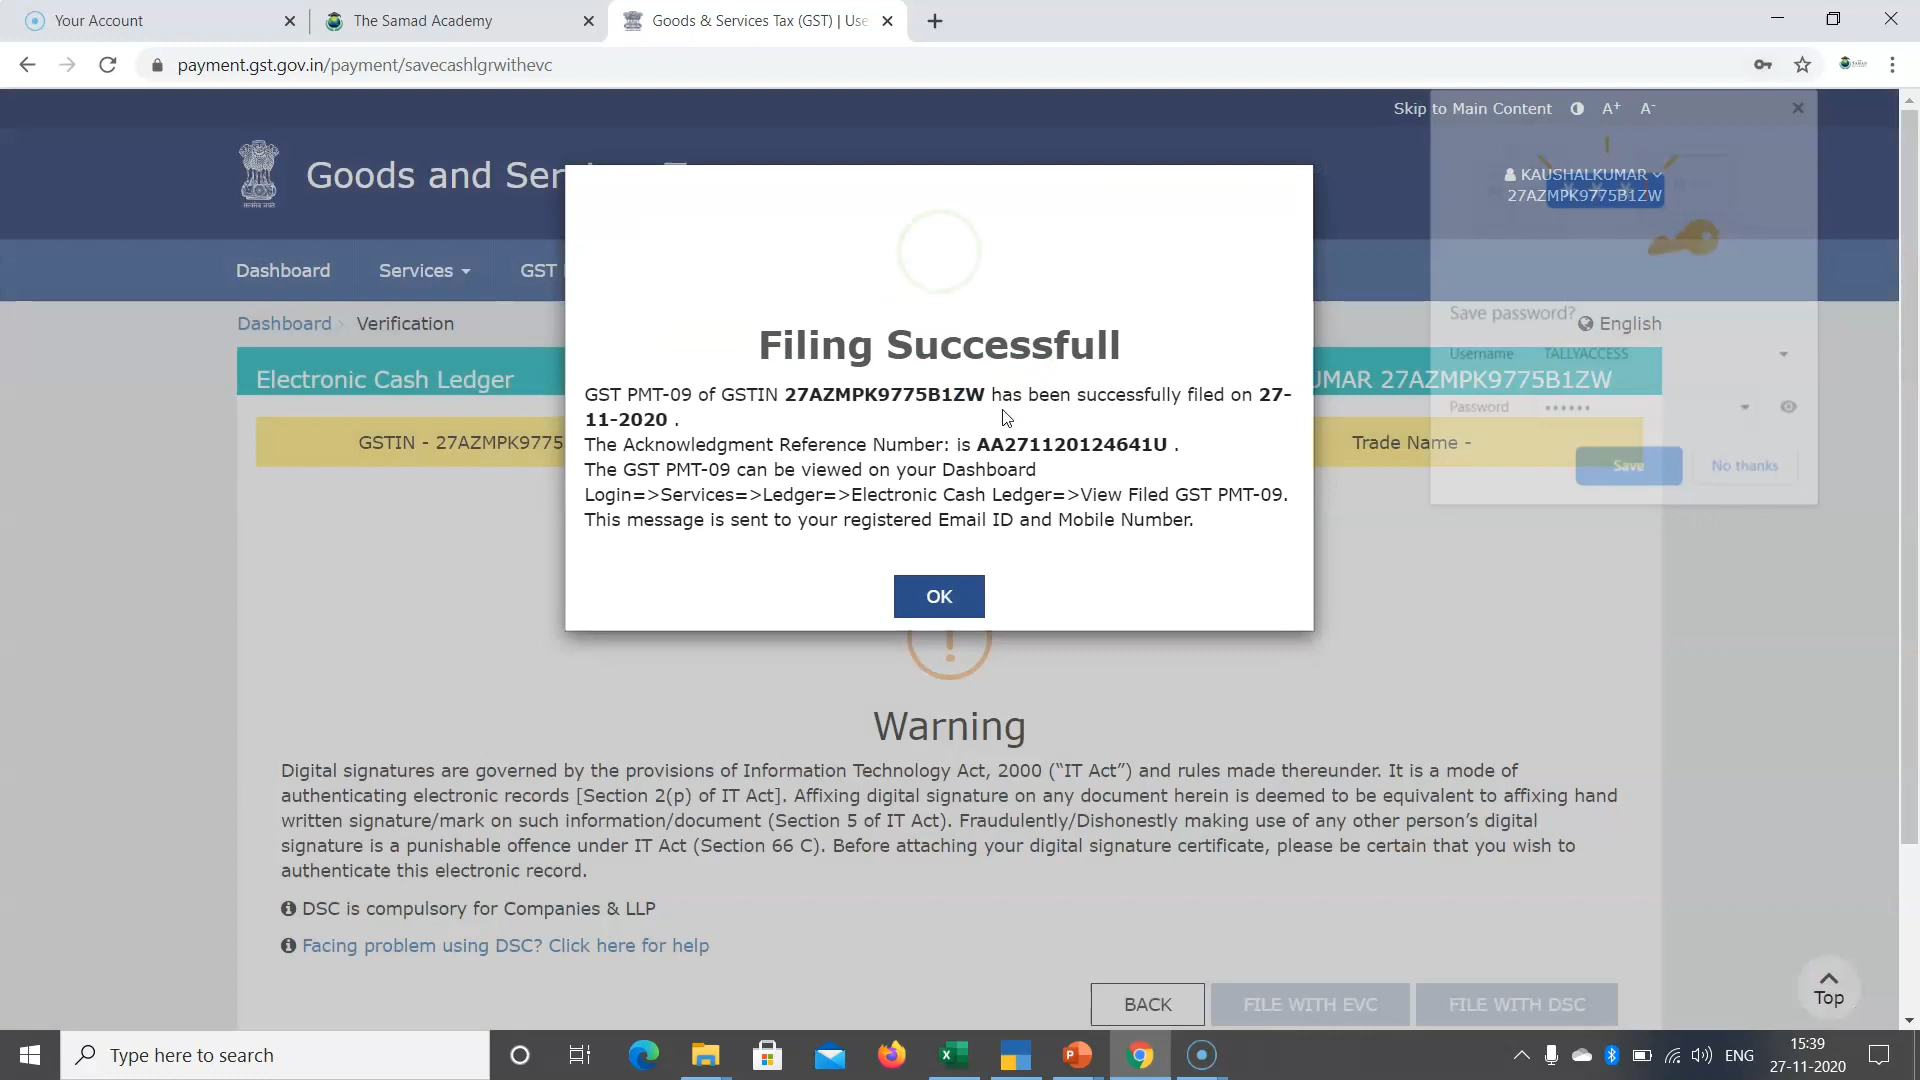 Your Account
The Samad Academy
Goods & Services Tax (GST) | Use
payment.gst.gov.in/payment/savecashlgrwithevc
Skip to Main Content A+ A-
Goods and Ser
KAUSHALKUMAR
27AZMPK9775B1ZW
Dashboard Services GST
Save password?
Dashboard Verification
English
Username TALLYACCESS
Electronic Cash Ledger
UMAR 27AZMPK9775B1ZW
Password ••••••
GSTIN - 27AZMPK9775
Trade Name -
Save No thanks
Filing Successfull
GST PMT-09 of GSTIN 27AZMPK9775B1ZW has been successfully filed on 27-
11-2020 .
The Acknowledgment Reference Number: is AA271120124641U .
The GST PMT-09 can be viewed on your Dashboard
Login=>Services=>Ledger=>Electronic Cash Ledger=>View Filed GST PMT-09.
This message is sent to your registered Email ID and Mobile Number.
OK
Warning
Digital signatures are governed by the provisions of Information Technology Act, 2000 (“IT Act”) and rules made thereunder. It is a mode of
authenticating electronic records [Section 2(p) of IT Act]. Affixing digital signature on any document herein is deemed to be equivalent to affixing hand
written signature/mark on such information/document (Section 5 of IT Act). Fraudulently/Dishonestly making use of any other person’s digital
signature is a punishable offence under IT Act (Section 66 C). Before attaching your digital signature certificate, please be certain that you wish to
authenticate this electronic record.
DSC is compulsory for Companies & LLP
Facing problem using DSC? Click here for help
BACK FILE WITH EVC FILE WITH DSC
Top
Type here to search
ENG
15:39
27-11-2020